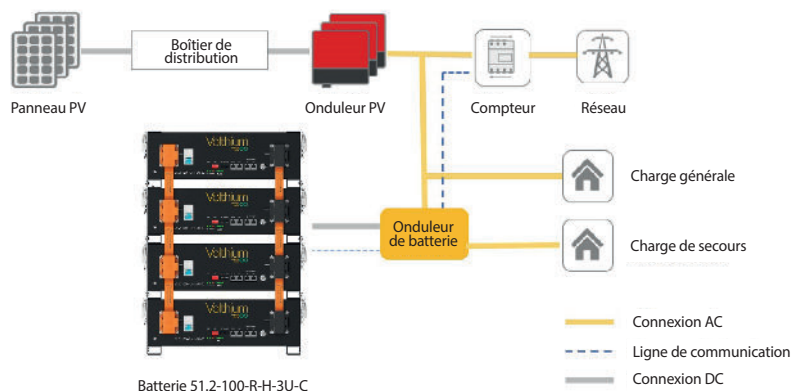 Boîtier de
distribution
Panneau PV
Onduleur PV
Compteur
Réseau
Volthium
Volthium
Volthium
Volthium
Onduleur
de batterie
Charge générale
Charge de secours
Connexion AC
Ligne de communication
Connexion DC
Batterie 51.2-100-R-H-3U-C